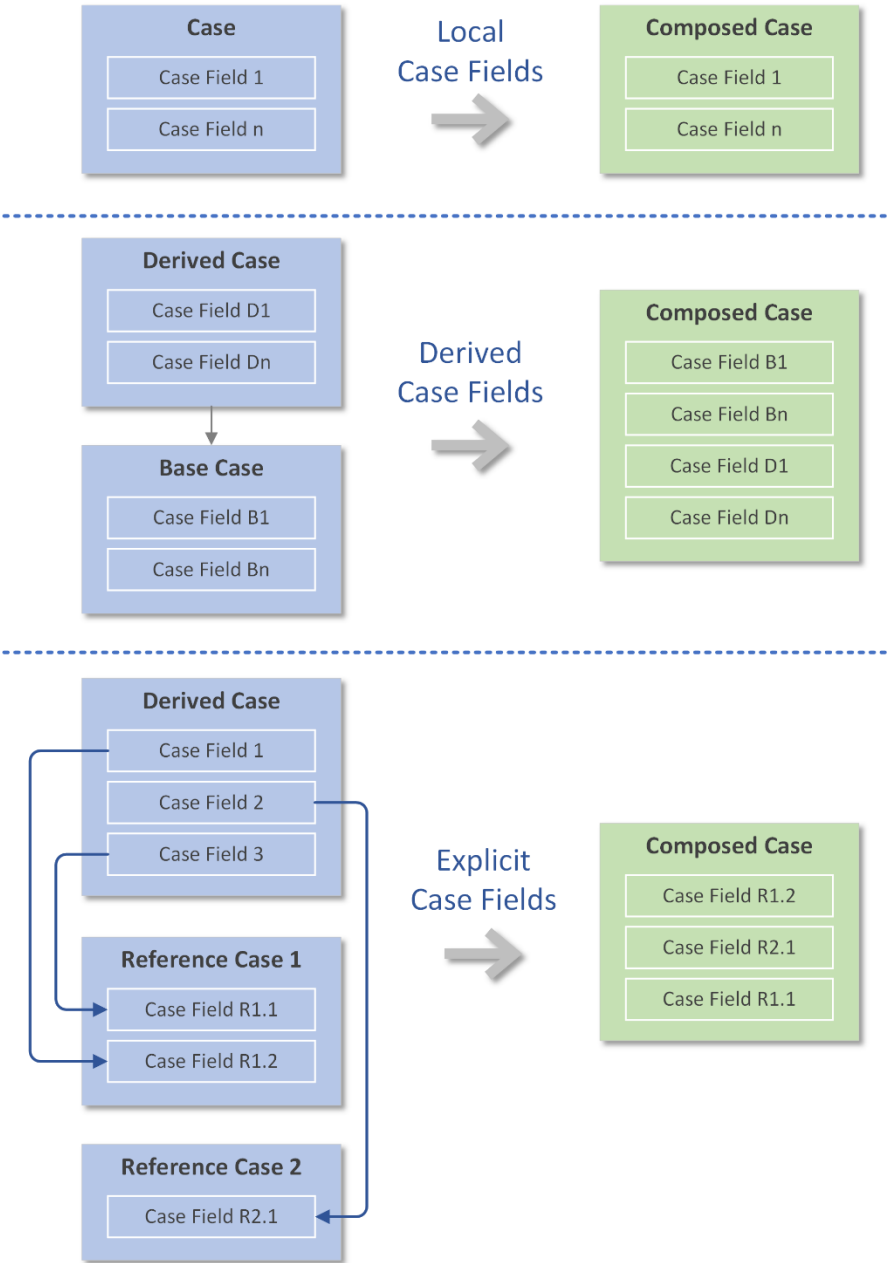 Case
Case Field 1
Case Field n
Local
Case Fields
Composed Case
Case Field 1
Case Field n
Derived Case
Case Field D1
Case Field Dn
Base Case
Case Field B1
Case Field Bn
Derived
Case Fields
Composed Case
Case Field B1
Case Field Bn
Case Field D1
Case Field Dn
Derived Case
Case Field 1
Case Field 2
Case Field 3
Reference Case 1
Case Field R1.1
Case Field R1.2
Reference Case 2
Case Field R2.1
Explicit
Case Fields
Composed Case
Case Field R1.2
Case Field R2.1
Case Field R1.1